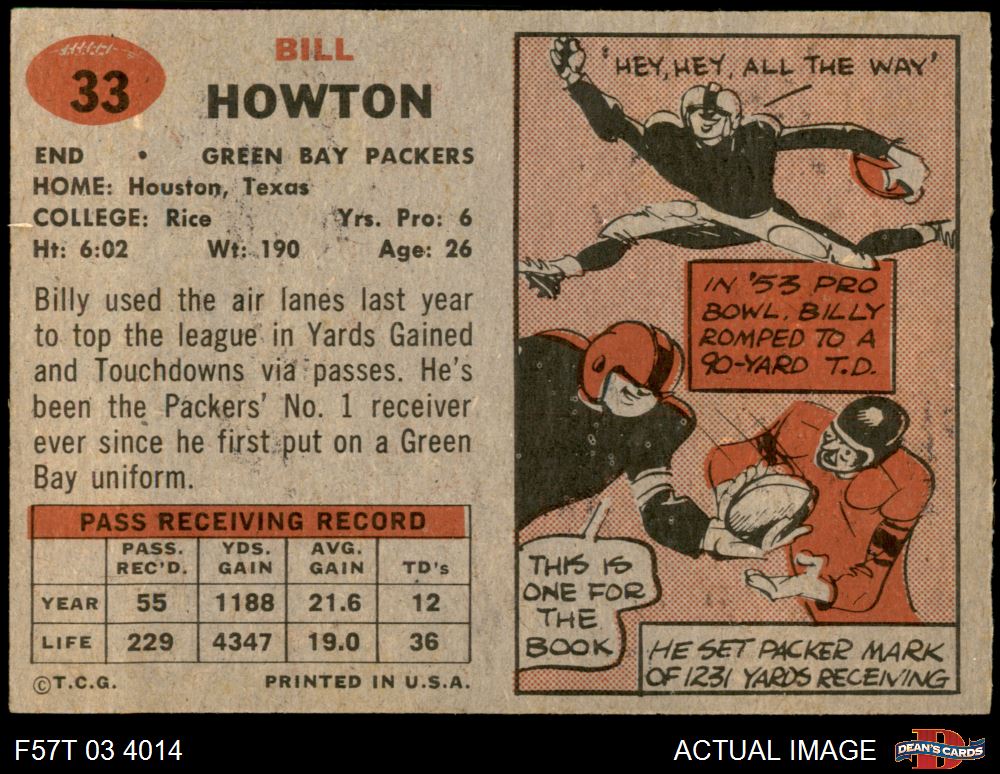 33
BILL
HOWTON
END • GREEN BAY PACKERS
HOME: Houston, Texas
COLLEGE: Rice Yrs. Pro: 6
Ht: 6:02 Wt: 190 Age: 26
Billy used the air lanes last year
to top the league in Yards Gained
and Touchdowns via passes. He's
been the Packers' No. 1 receiver
ever since he first put on a Green
Bay uniform.
PASS RECEIVING RECORD
PASS. REC'D. YDS. GAIN AVG. GAIN TD's
YEAR 55 1188 21.6 12
LIFE 229 4347 19.0 36
©T.C.G. PRINTED IN U.S.A.
'HEY, HEY, ALL THE WAY'
IN '53 PRO
BOWL, BILLY
ROMPED TO A
90-YARD T.D.
THIS IS
ONE FOR
THE
BOOK
HE SET PACKER MARK
OF 1231 YARDS RECEIVING
F57T 03 4014 ACTUAL IMAGE
DEAN'S CARDS